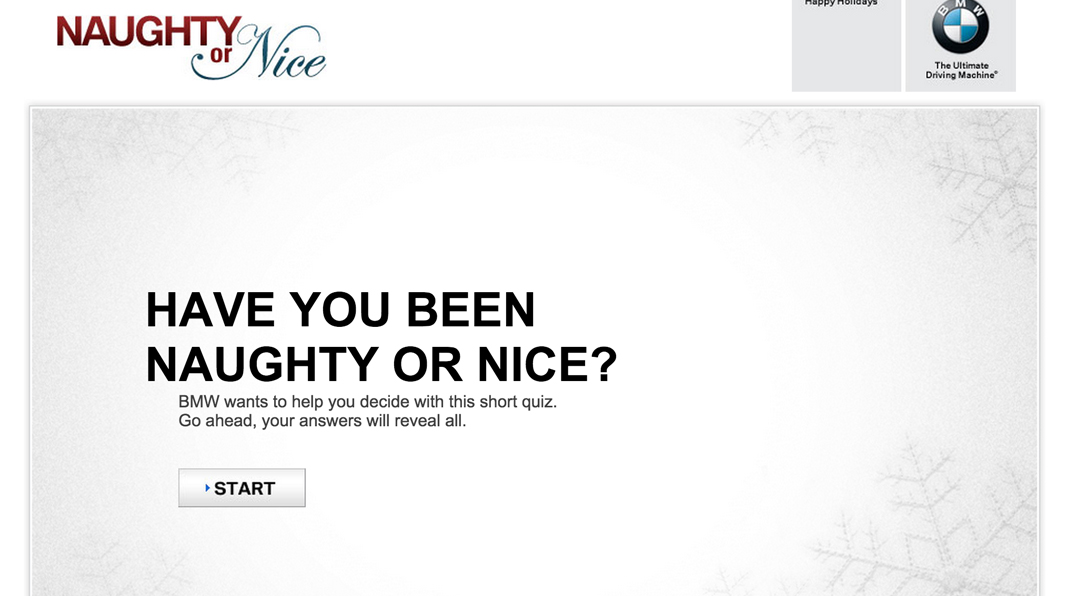 NAUGHTY
or Nice
Happy Holidays
BMW
The Ultimate
Driving Machine®
HAVE YOU BEEN
NAUGHTY OR NICE?
BMW wants to help you decide with this short quiz.
Go ahead, your answers will reveal all.
START